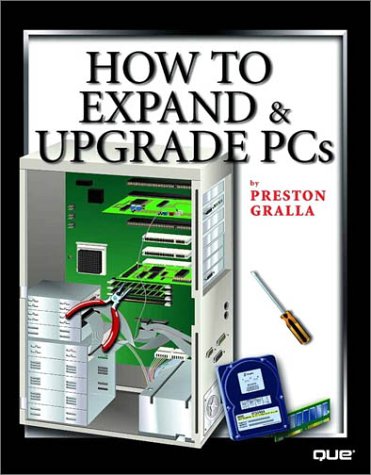 HOW TO
EXPAND &
UPGRADE PCs
by
PRESTON
GRALLA
QUE